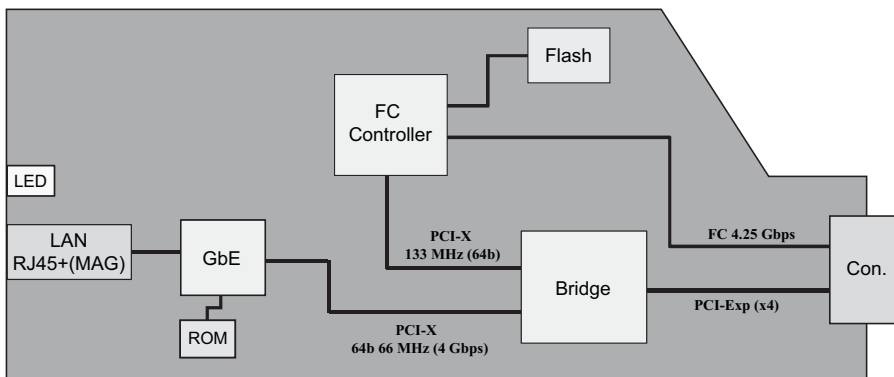 Flash
FC
Controller
LED
LAN
RJ45+(MAG)
GbE
ROM
PCI-X
133 MHz (64b)
PCI-X
64b 66 MHz (4 Gbps)
Bridge
FC 4.25 Gbps
PCI-Exp (x4)
Con.